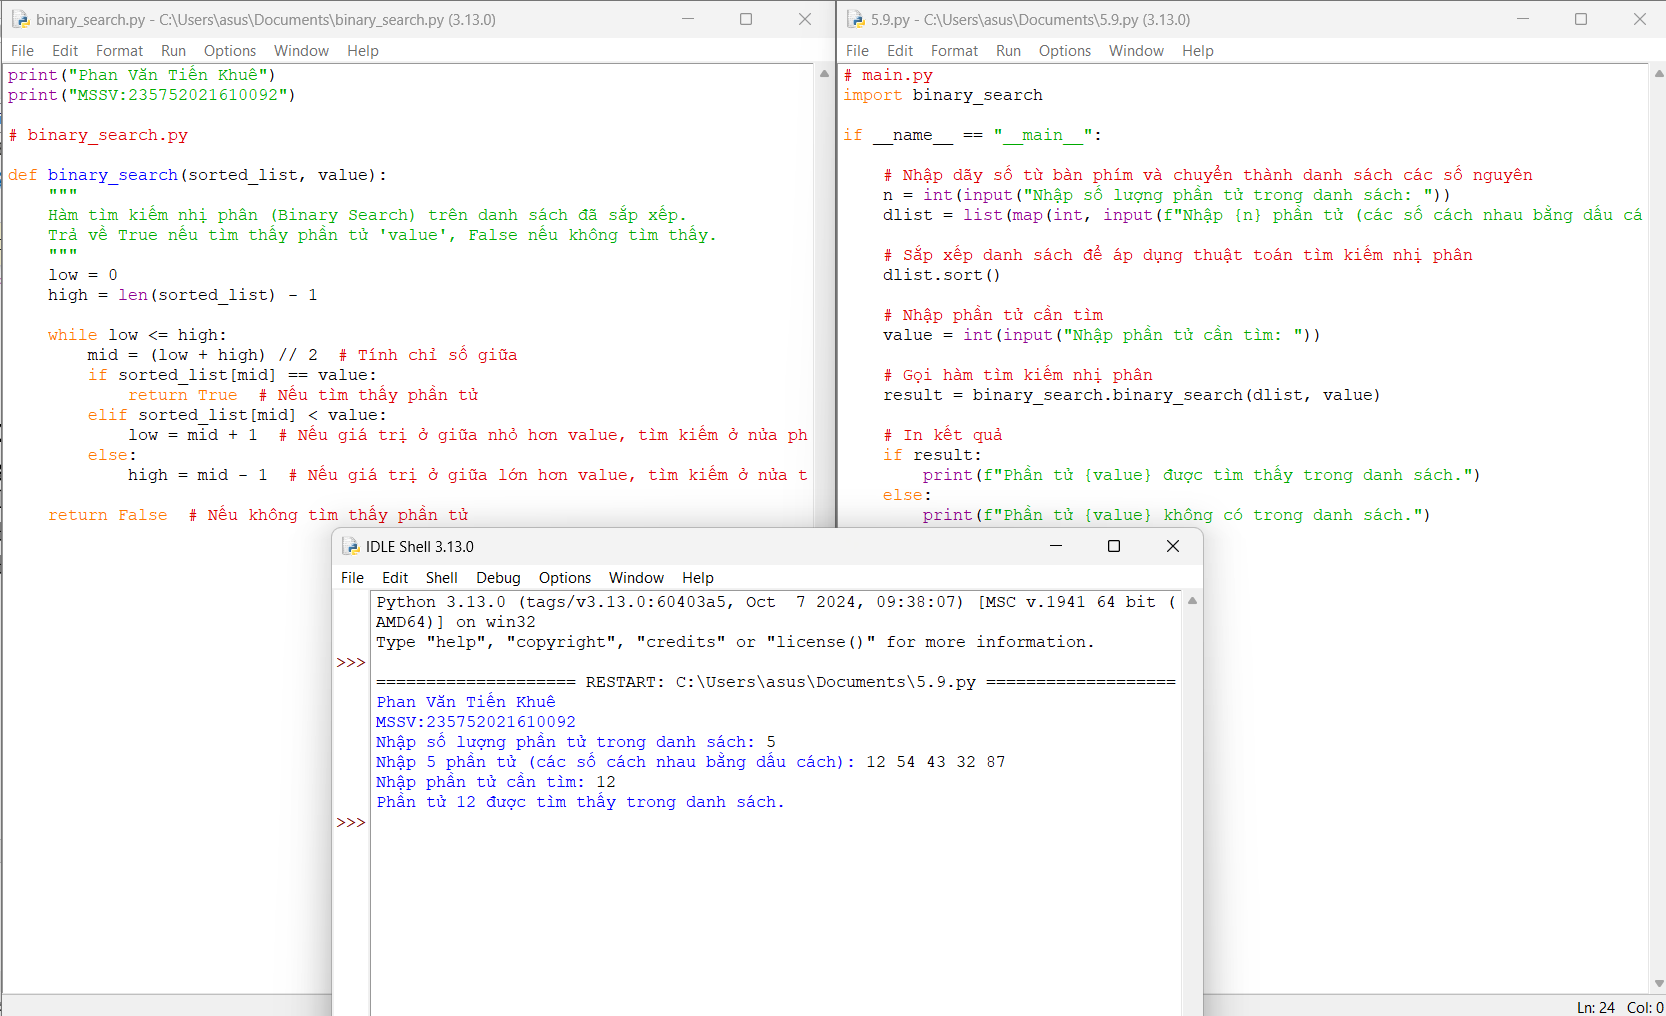 binary_search.py - C:\Users\asus\Documents\binary_search.py (3.13.0)
File Edit Format Run Options Window Help
print("Phan Văn Tiến Khuê")
print("MSSV:235752021610092")
# binary_search.py
def binary_search(sorted_list, value):
"""
Hàm tìm kiếm nhị phân (Binary Search) trên danh sách đã sắp xếp.
Trả về True nếu tìm thấy phần tử 'value', False nếu không tìm thấy.
"""
low = 0
high = len(sorted_list) - 1
while low <= high:
mid = (low + high) // 2  # Tính chỉ số giữa
if sorted_list[mid] == value:
return True  # Nếu tìm thấy phần tử
elif sorted_list[mid] < value:
low = mid + 1  # Nếu giá trị ở giữa nhỏ hơn value, tìm kiếm ở nửa ph
else:
high = mid - 1  # Nếu giá trị ở giữa lớn hơn value, tìm kiếm ở nửa t
return False  # Nếu không tìm thấy phần tử
5.9.py - C:\Users\asus\Documents\5.9.py (3.13.0)
File Edit Format Run Options Window Help
# main.py
import binary_search
if __name__ == "__main__":
# Nhập dãy số từ bàn phím và chuyển thành danh sách các số nguyên
n = int(input("Nhập số lượng phần tử trong danh sách: "))
dlist = list(map(int, input(f"Nhập {n} phần tử (các số cách nhau bằng dấu cá
# Sắp xếp danh sách để áp dụng thuật toán tìm kiếm nhị phân
dlist.sort()
# Nhập phần tử cần tìm
value = int(input("Nhập phần tử cần tìm: "))
# Gọi hàm tìm kiếm nhị phân
result = binary_search.binary_search(dlist, value)
# In kết quả
if result:
print(f"Phần tử {value} được tìm thấy trong danh sách.")
else:
print(f"Phần tử {value} không có trong danh sách.")
IDLE Shell 3.13.0
File Edit Shell Debug Options Window Help
Python 3.13.0 (tags/v3.13.0:60403a5, Oct  7 2024, 09:38:07) [MSC v.1941 64 bit (
AMD64)] on win32
Type "help", "copyright", "credits" or "license()" for more information.
>>>
==================== RESTART: C:\Users\asus\Documents\5.9.py ===================
Phan Văn Tiến Khuê
MSSV:235752021610092
Nhập số lượng phần tử trong danh sách: 5
Nhập 5 phần tử (các số cách nhau bằng dấu cách): 12 54 43 32 87
Nhập phần tử cần tìm: 12
Phần tử 12 được tìm thấy trong danh sách.
>>>
Ln: 24 Col: 0